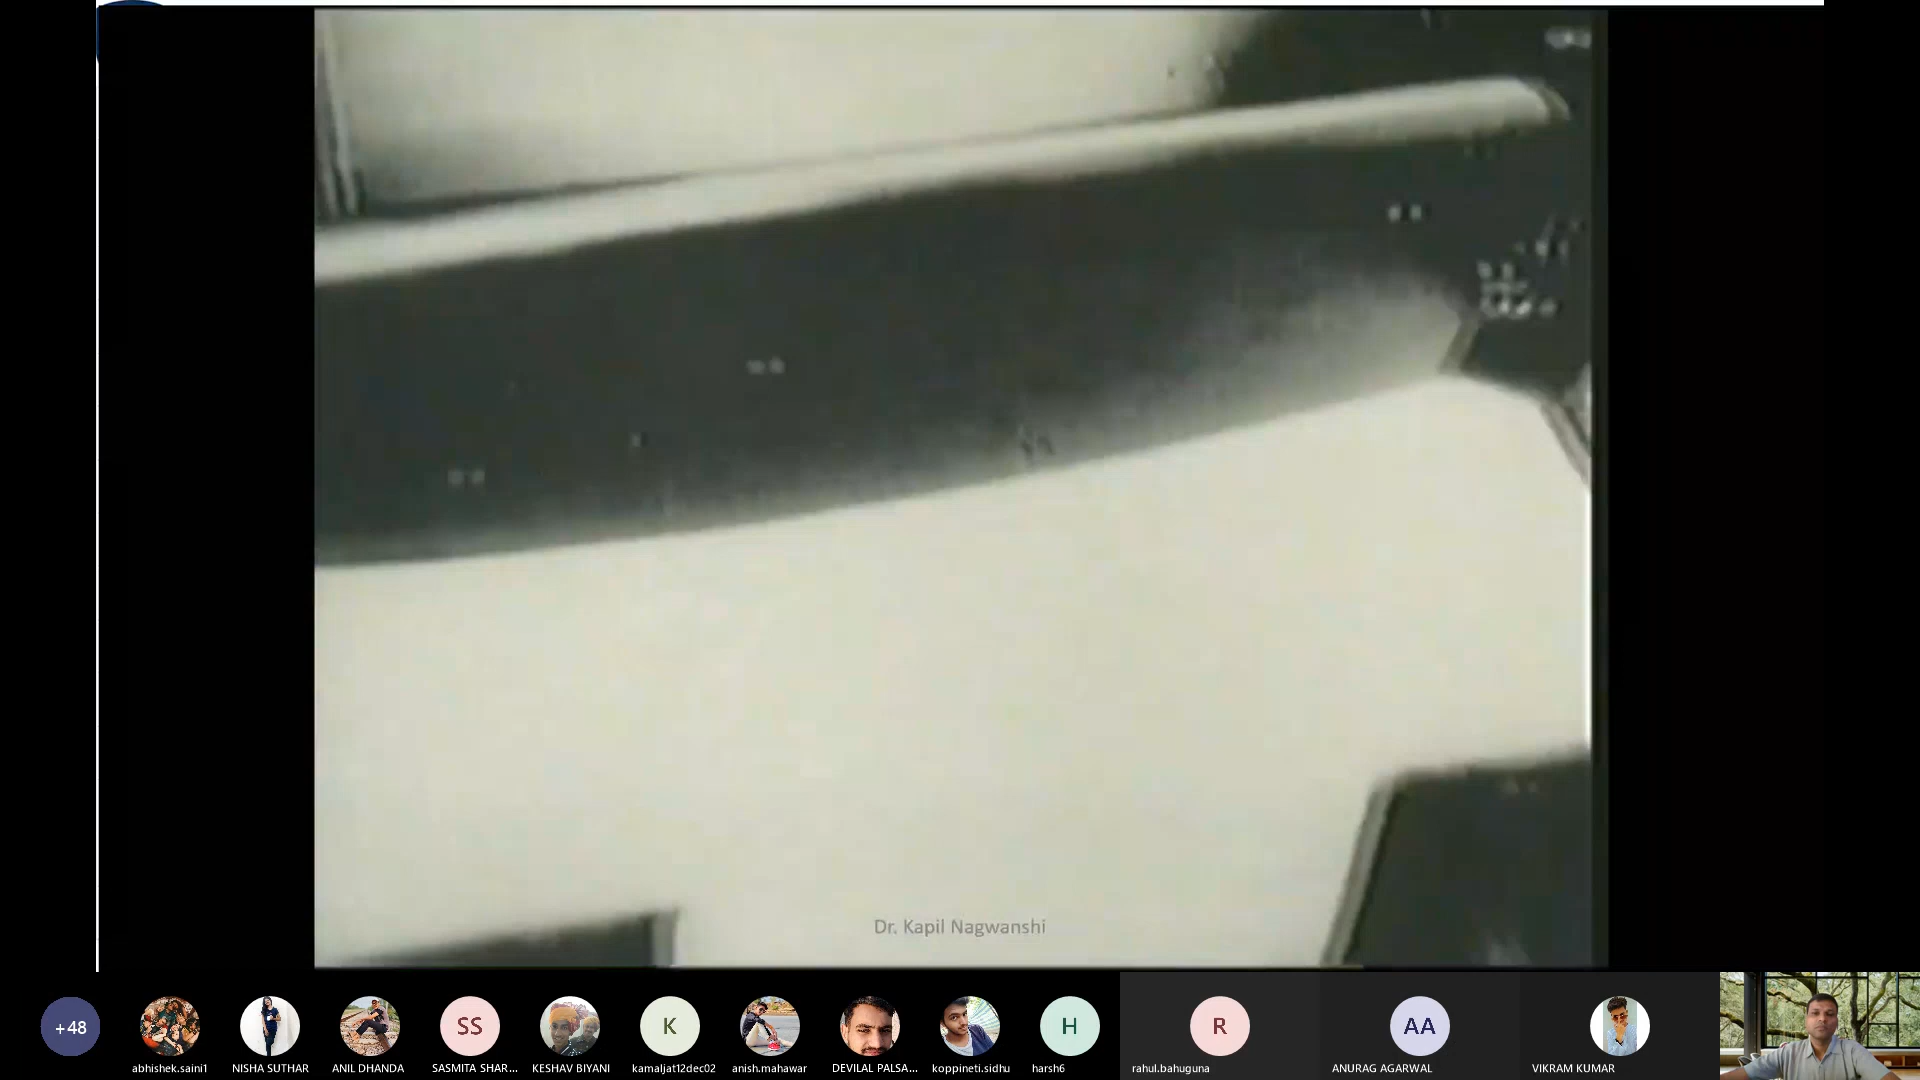 Dr. Kapil Nagwanshi
+48
abhishek.saini1
NISHA SUTHAR
ANIL DHANDA
SS
SASMITA SHAR...
KESHAV BIYANI
K
kamaljat12dec02
anish.mahawar
DEVILAL PALSA...
koppineti.sidhu
H
harsh6
R
rahul.bahuguna
AA
ANURAG AGARWAL
VIKRAM KUMAR